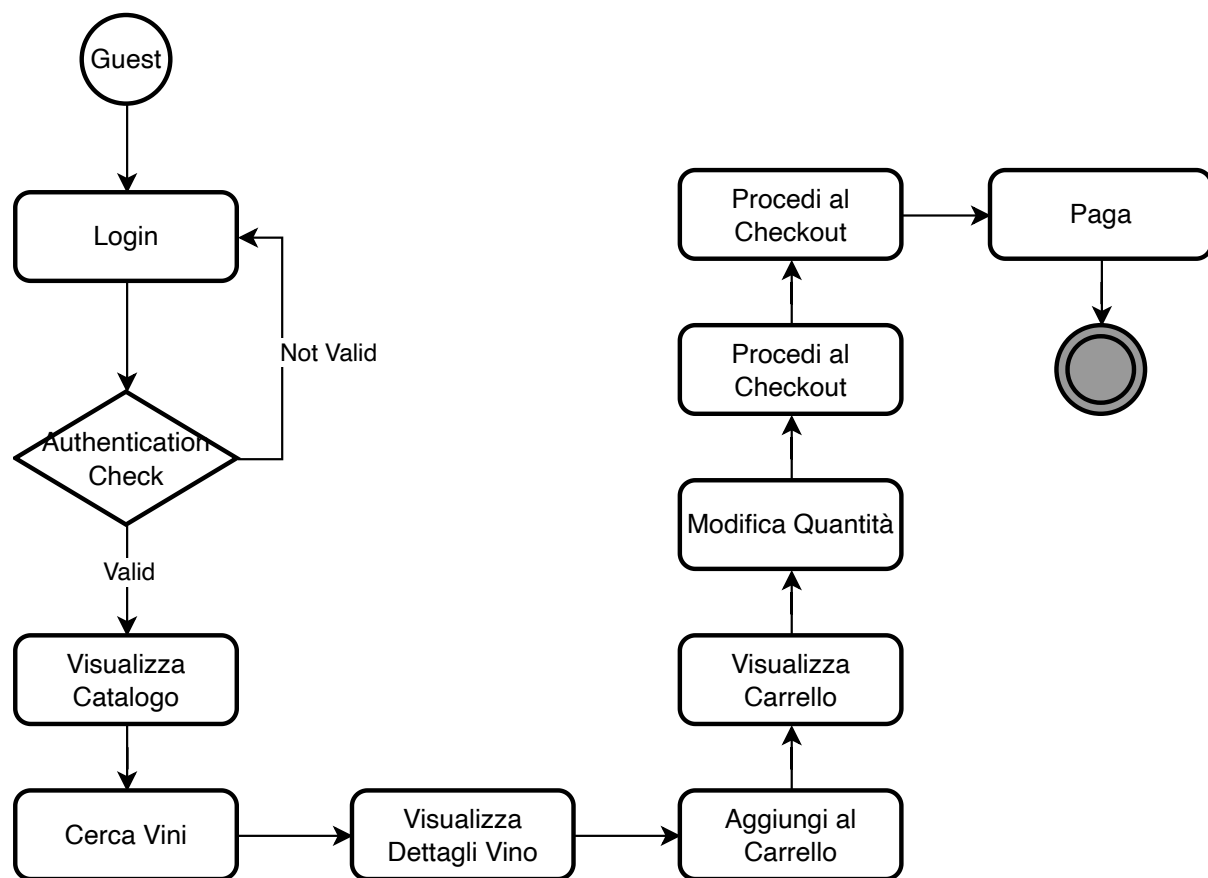 Guest
Login
Not Valid
Authentication
Check
Valid
Visualizza
Catalogo
Cerca Vini
Visualizza
Dettagli Vino
Aggiungi al
Carrello
Visualizza
Carrello
Modifica Quantità
Procedi al
Checkout
Procedi al
Checkout
Paga